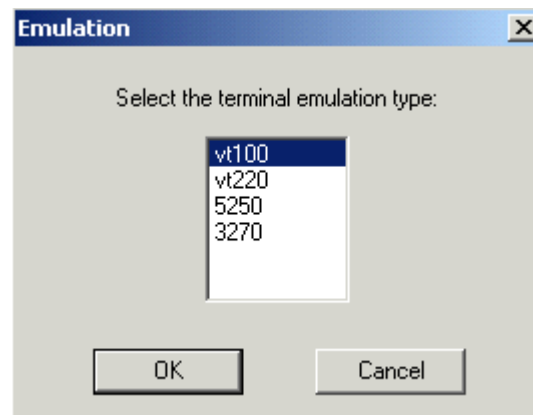 Emulation
Select the terminal emulation type:
vt100
vt220
5250
3270
OK Cancel